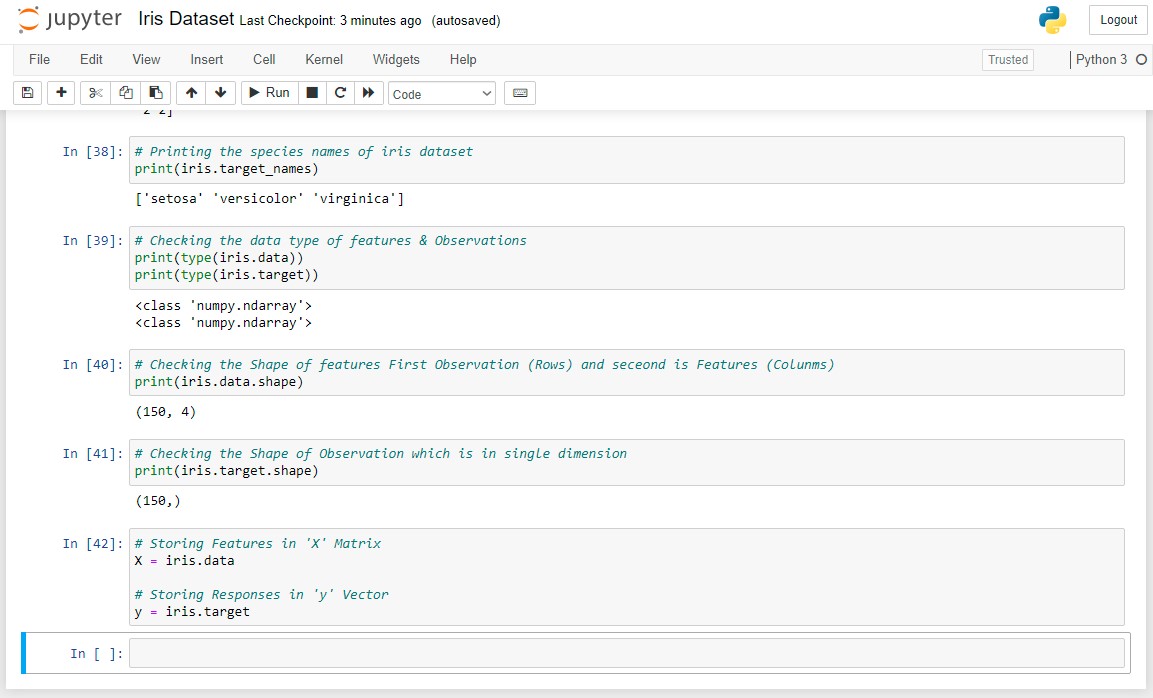 jupyter Iris Dataset Last Checkpoint: 3 minutes ago (autosaved) Logout
File Edit View Insert Cell Kernel Widgets Help Trusted Python 3
Run Code
2 2]
In [38]: # Printing the species names of iris dataset
print(iris.target_names)
['setosa' 'versicolor' 'virginica']
In [39]: # Checking the data type of features & Observations
print(type(iris.data))
print(type(iris.target))
<class 'numpy.ndarray'>
<class 'numpy.ndarray'>
In [40]: # Checking the Shape of features First Observation (Rows) and seceond is Features (Colunms)
print(iris.data.shape)
(150, 4)
In [41]: # Checking the Shape of Observation which is in single dimension
print(iris.target.shape)
(150,)
In [42]: # Storing Features in 'X' Matrix
X = iris.data
# Storing Responses in 'y' Vector
y = iris.target
In [ ]: